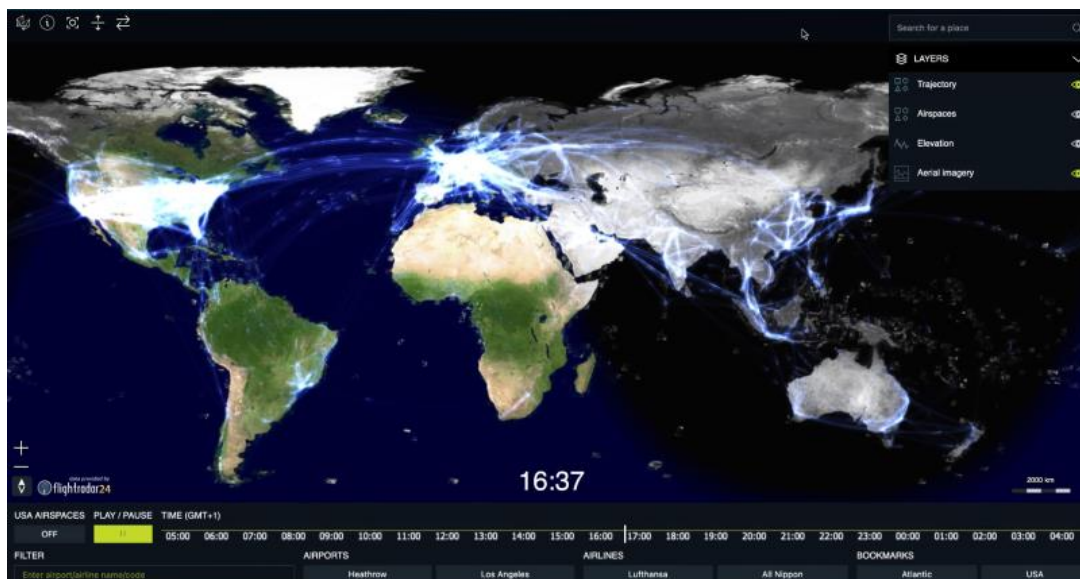 Search for a place
LAYERS
Trajectory
Airspaces
Elevation
Aerial imagery
16:37
data provided by
flightradar24
2000 km
USA AIRSPACES PLAY / PAUSE TIME (GMT+1)
OFF 05:00 06:00 07:00 08:00 09:00 10:00 11:00 12:00 13:00 14:00 15:00 16:00 17:00 18:00 19:00 20:00 21:00 22:00 23:00 00:00 01:00 02:00 03:00 04:00
FILTER AIRPORTS AIRLINES BOOKMARKS
Enter airport/airline name/code Heathrow Los Angeles Lufthansa All Nippon Atlantic USA